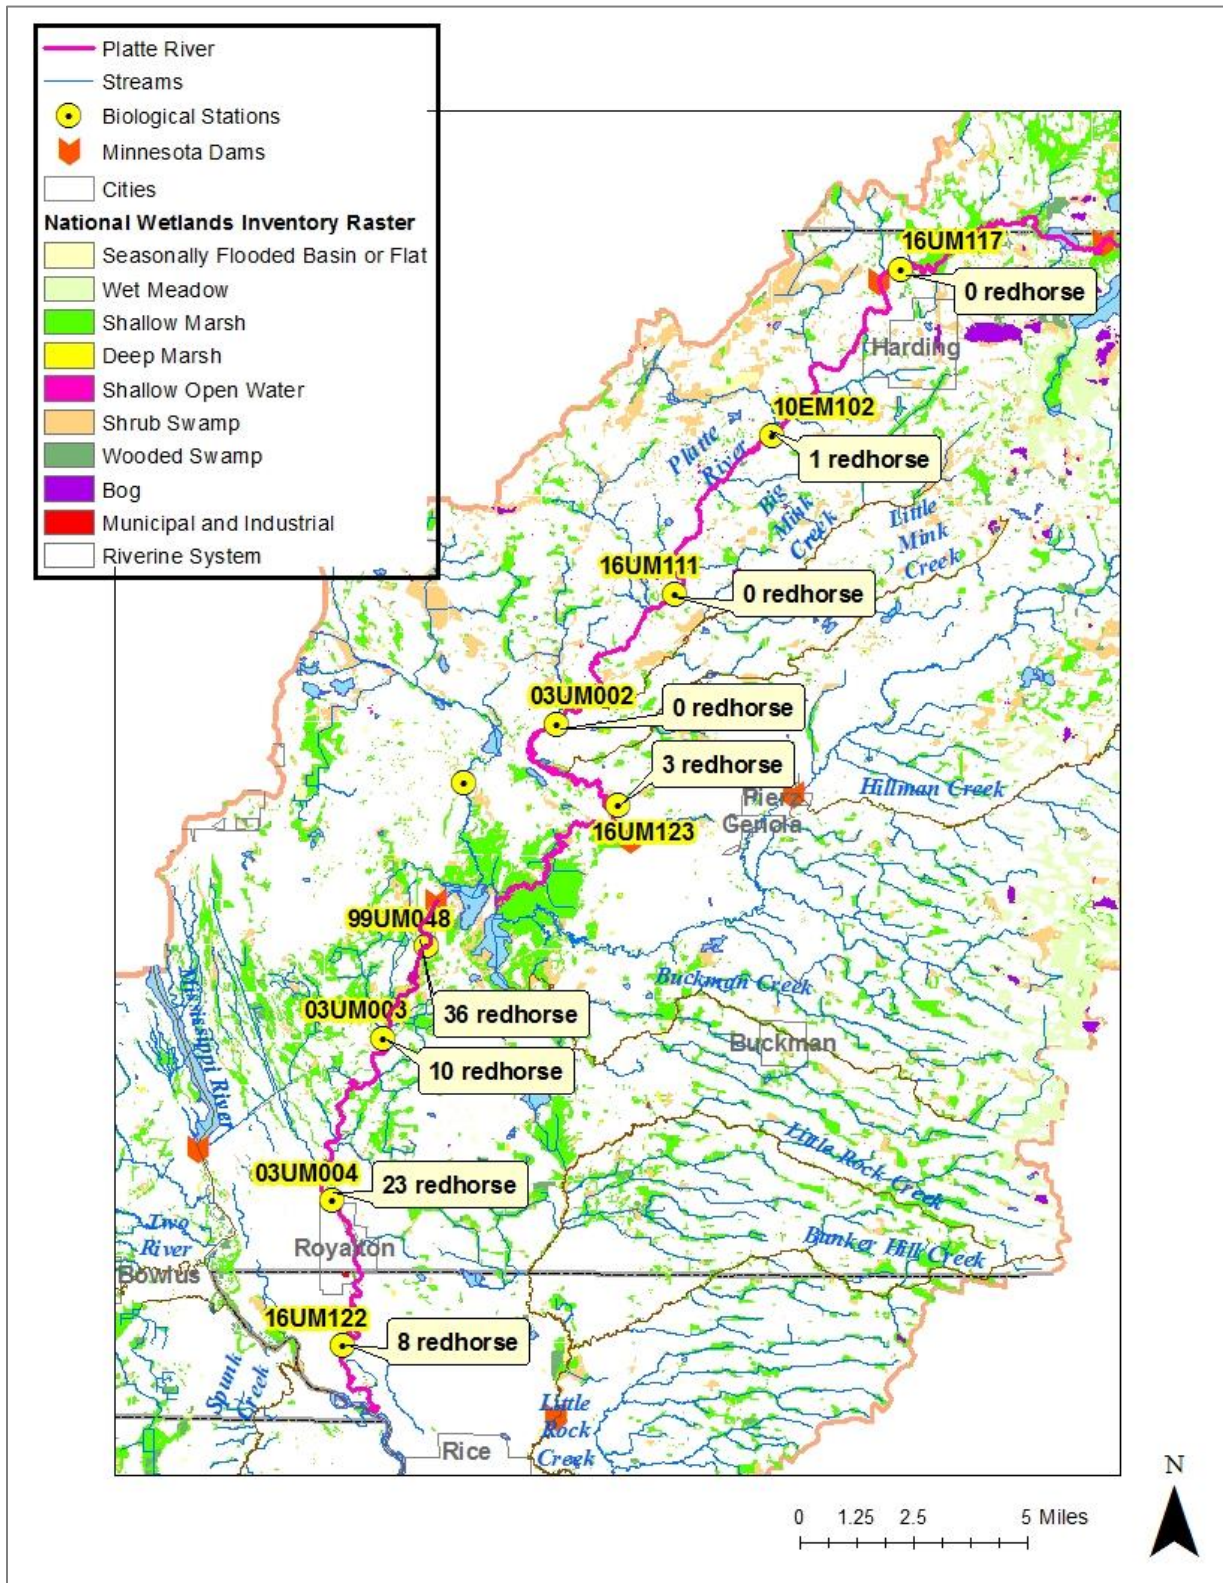 Platte River
Streams
Biological Stations
Minnesota Dams
Cities
National Wetlands Inventory Raster
Seasonally Flooded Basin or Flat
Wet Meadow
Shallow Marsh
Deep Marsh
Shallow Open Water
Shrub Swamp
Wooded Swamp
Bog
Municipal and Industrial
Riverine System
16UM117
0 redhorse
Harding
10EM102
1 redhorse
Platte
River
Big
Mink
Creek
Little
Mink
Creek
16UM111
0 redhorse
03UM002
0 redhorse
3 redhorse
16UM123
Pierz
Genola
Hillman Creek
99UM048
36 redhorse
Buckman Creek
Buckman
Mississippi River
03UM003
10 redhorse
Little Rock Creek
03UM004
23 redhorse
Two
River
Bowlus
Royalton
Bunker Hill Creek
16UM122
8 redhorse
Spunk
Creek
Little
Rock
Creek
Rice
N
0 1.25 2.5 5 Miles